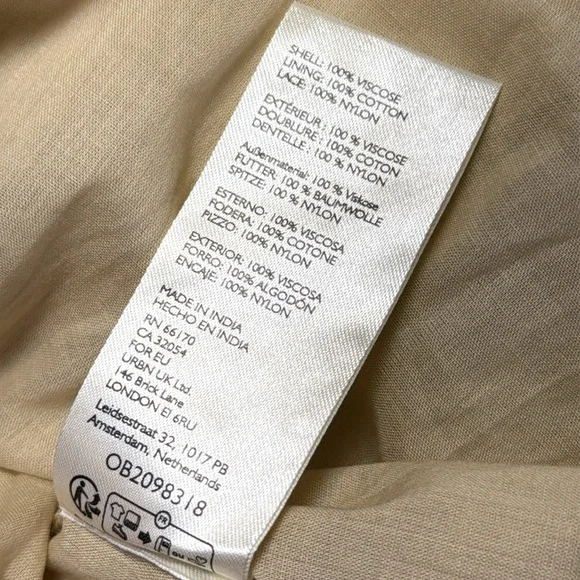 SHELL: 100% VISCOSE
LINING: 100% COTTON
LACE: 100% NYLON
EXTÉRIEUR: 100 % VISCOSE
DOUBLURE : 100% COTON
DENTELLE : 100% NYLON
Außenmaterial: 100 % Viskose
FUTTER: 100 % BAUMWOLLE
SPITZE: 100% NYLON
ESTERNO: 100% VISCOSA
FODERA: 100% COTONE
PIZZO: 100% NYLON
EXTERIOR: 100% VISCOSA
FORRO: 100% ALGODÓN
ENCAJE: 100% NYLON
MADE IN INDIA
HECHO EN INDIA
RN 66170
CA 32054
FOR EU
URBN UK Ltd.
146 Brick Lane
LONDON E1 6RU
Leidsestraat 32, 1017 PB
Amsterdam, Netherlands
OB2098318
FR